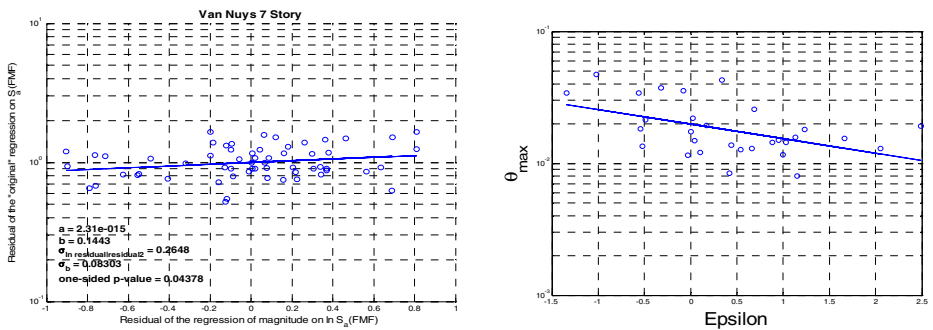 Van Nuys 7 Story
Residual of the"original" regression on S_a(FMF)
10^1
10^0
10^-1
a = 2.31e-015
b = 0.1443
σ_ln residual|residual2 = 0.2648
σ_b = 0.08303
one-sided p-value = 0.04378
-1 -0.8 -0.6 -0.4 -0.2 0 0.2 0.4 0.6 0.8 1
Residual of the regression of magnitude on ln S_a(FMF)
θ_max
10^-1
10^-2
10^-3
-1.5 -1 -0.5 0 0.5 1 1.5 2 2.5
Epsilon